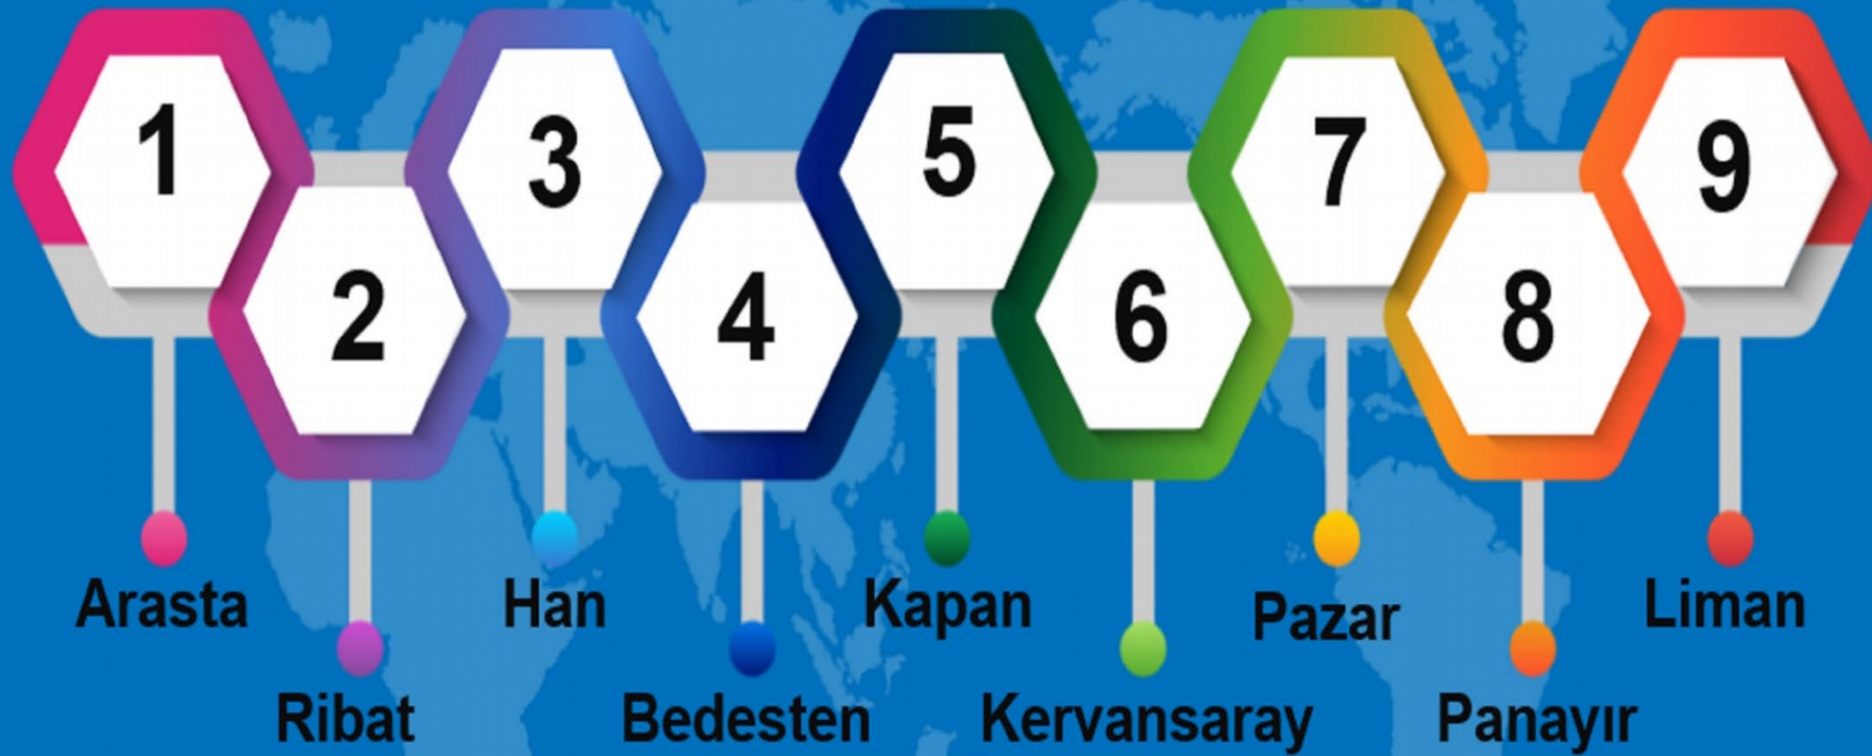 1
2
3
4
5
6
7
8
9
Arasta
Ribat
Han
Bedesten
Kapan
Kervansaray
Pazar
Panayır
Liman